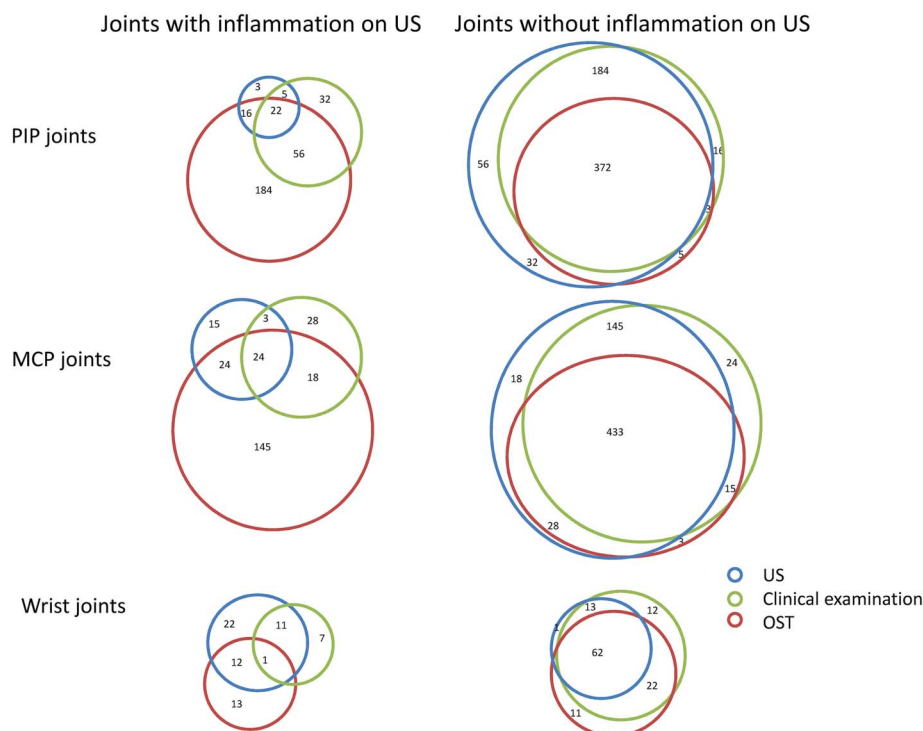 Joints with inflammation on US Joints without inflammation on US
3 5 32 184
16 22
PIP joints 56 56 372 16
184 3
32 5
15 3 28 145
MCP joints 24 24 18 18 24
145 433
15
28 3
US
Wrist joints 22 11 7 1 13 12 Clinical examination
OST
12 1 62
13 22
11